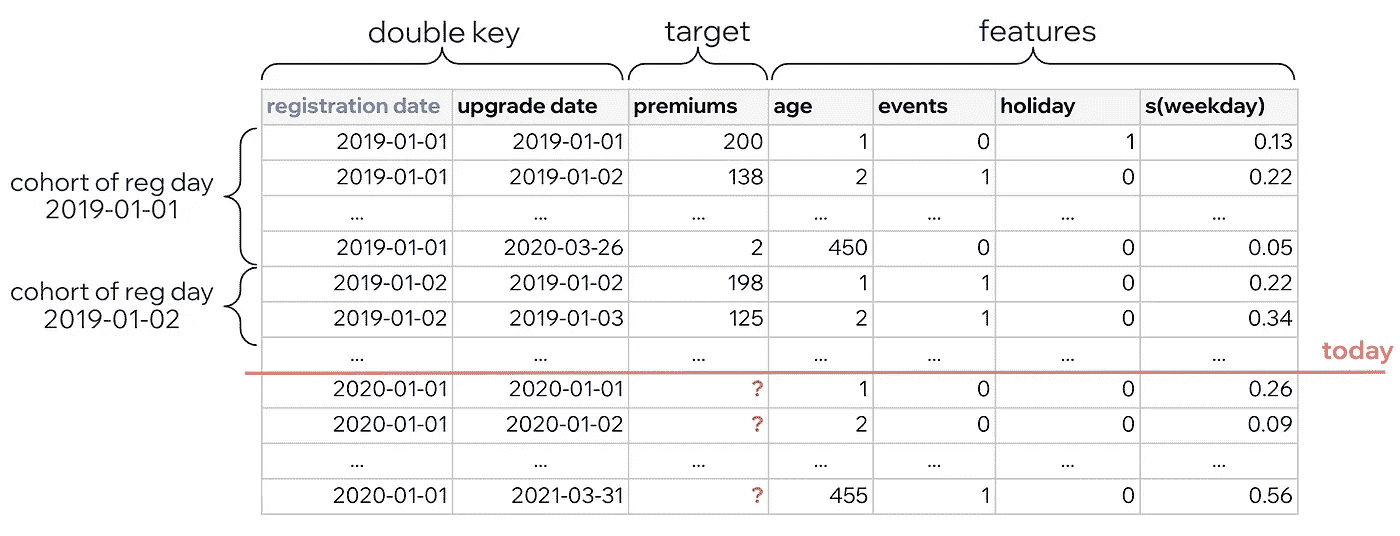 double key target features
registration date upgrade date premiums age events holiday s(weekday)
2019-01-01 2019-01-01 200 1 0 1 0.13
2019-01-01 2019-01-02 138 2 1 0 0.22
... ... ... ... ... ... ...
2019-01-01 2020-03-26 2 450 0 0 0.05
cohort of reg day
2019-01-01
2019-01-02 2019-01-02 198 1 1 0 0.22
2019-01-02 2019-01-03 125 2 1 0 0.34
... ... ... ... ... ... ...
cohort of reg day
2019-01-02
today
2020-01-01 2020-01-01 ? 1 0 0 0.26
2020-01-01 2020-01-02 ? 2 0 0 0.09
... ... ... ... ... ... ...
2020-01-01 2021-03-31 ? 455 1 0 0.56